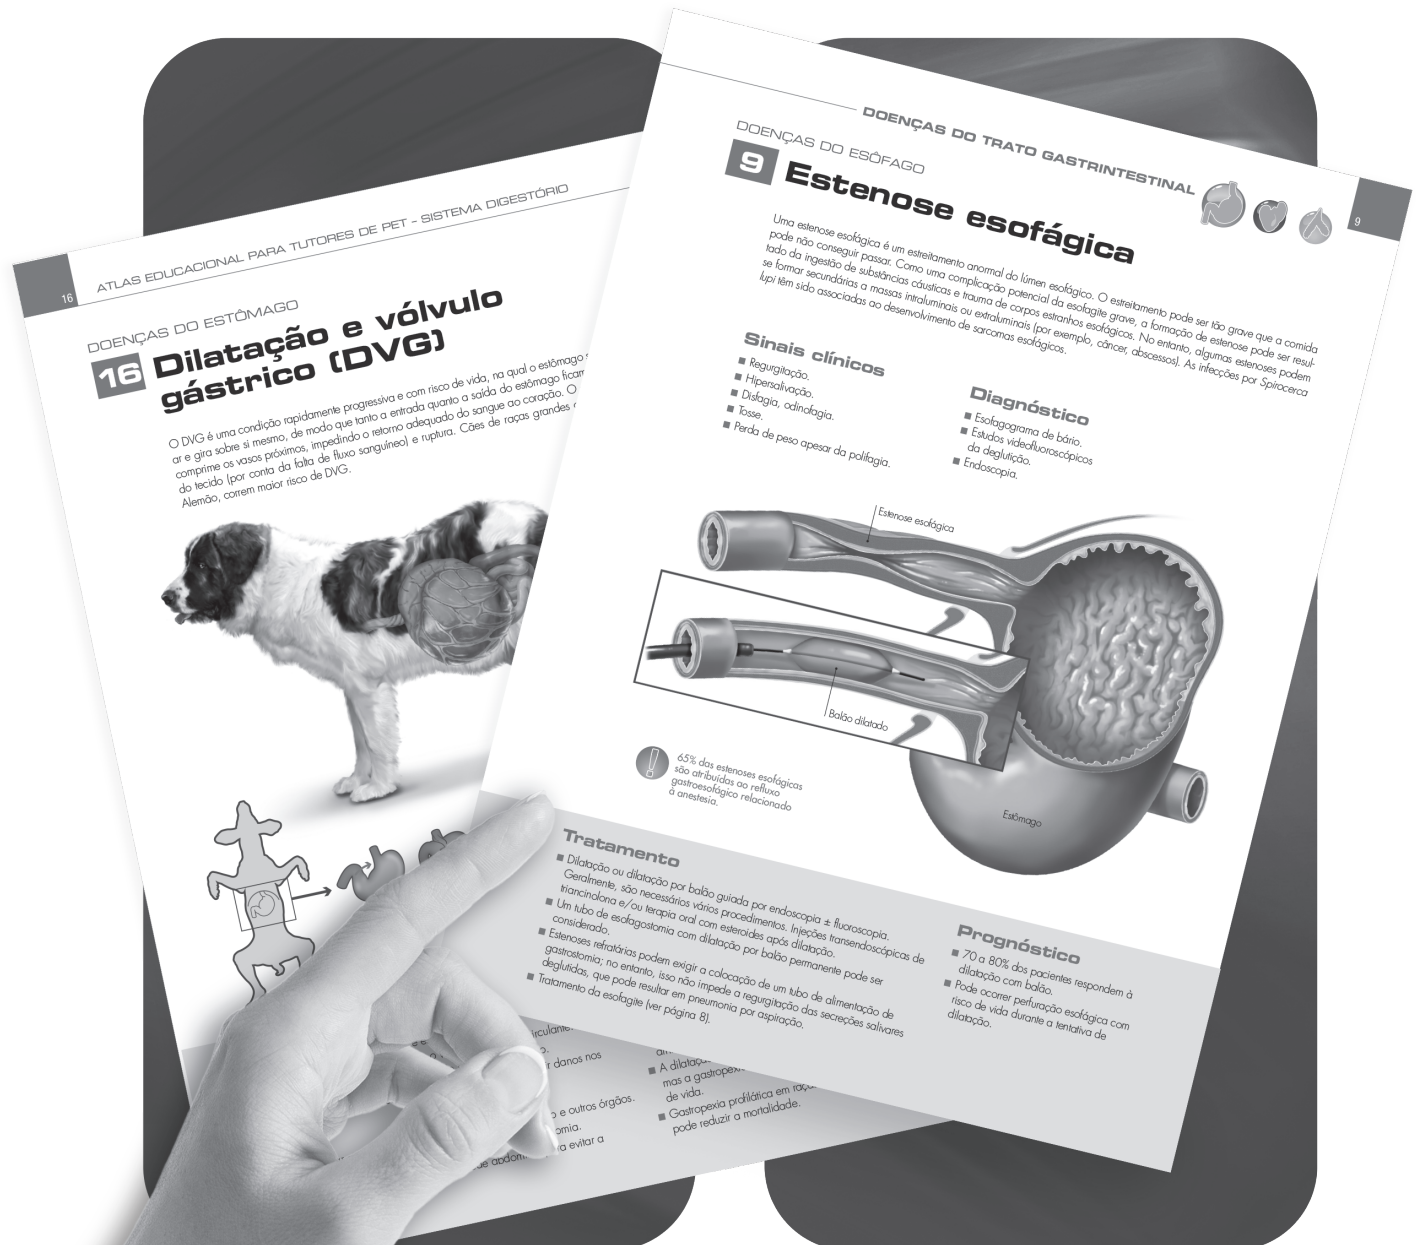 16
ATLAS EDUCACIONAL PARA TUTORES DE PET - SISTEMA DIGESTÓRIO
DOENÇAS DO ESTÔMAGO
16 Dilatação e vólvulo
gástrico (DVG)
O DVG é uma condição rapidamente progressiva e com risco de vida, na qual o estômago
ar e gira sobre si mesmo, de modo que tanto a entrada quanto a saída do estômago ficam
comprime os vasos próximos, impedindo o retorno adequado do sangue ao coração. O
do tecido (por conta da falta de fluxo sanguíneo) e ruptura. Cães de raças grandes
Alemão, correm maior risco de DVG.
danos nos
e outros órgãos.
evitar a
A dilatação
mas a gastropexia
de vida.
Gastropexia profilática em
pode reduzir a mortalidade.
DOENÇAS DO TRATO GASTRINTESTINAL
9
DOENÇAS DO ESÔFAGO
9 Estenose esofágica
Uma estenose esofágica é um estreitamento anormal do lúmen esofágico. O estreitamento pode ser tão grave que a comida
pode não conseguir passar. Como uma complicação potencial da esofagite grave, a formação de estenose pode ser resul-
tado da ingestão de substâncias cáusticas e trauma de corpos estranhos esofágicos. No entanto, algumas estenoses podem
se formar secundárias a massas intraluminais ou extraluminais (por exemplo, câncer, abscessos). As infecções por Spirocerca
lupi têm sido associadas ao desenvolvimento de sarcomas esofágicos.
Sinais clínicos
■ Regurgitação.
■ Hipersalivação.
■ Disfagia, odinofagia.
■ Tosse.
■ Perda de peso apesar da polifagia.
Diagnóstico
■ Esofagograma de bário.
■ Estudos videofluoroscópicos
da deglutição.
■ Endoscopia.
Estenose esofágica
Balão dilatado
Estômago
65% das estenoses esofágicas
são atribuídas ao refluxo
gastroesofágico relacionado
à anestesia.
Tratamento
■ Dilatação ou dilatação por balão guiada por endoscopia ± fluoroscopia.
Geralmente, são necessários vários procedimentos. Injeções transendoscópicas de
triancinolona e/ou terapia oral com esteroides após dilatação.
■ Um tubo de esofagostomia com dilatação por balão permanente pode ser
considerado.
■ Estenoses refratárias podem exigir a colocação de um tubo de alimentação de
gastrostomia; no entanto, isso não impede a regurgitação das secreções salivares
deglutidas, que pode resultar em pneumonia por aspiração.
■ Tratamento da esofagite (ver página 8).
Prognóstico
■ 70 a 80% dos pacientes respondem à
dilatação com balão.
■ Pode ocorrer perfuração esofágica com
risco de vida durante a tentativa de
dilatação.